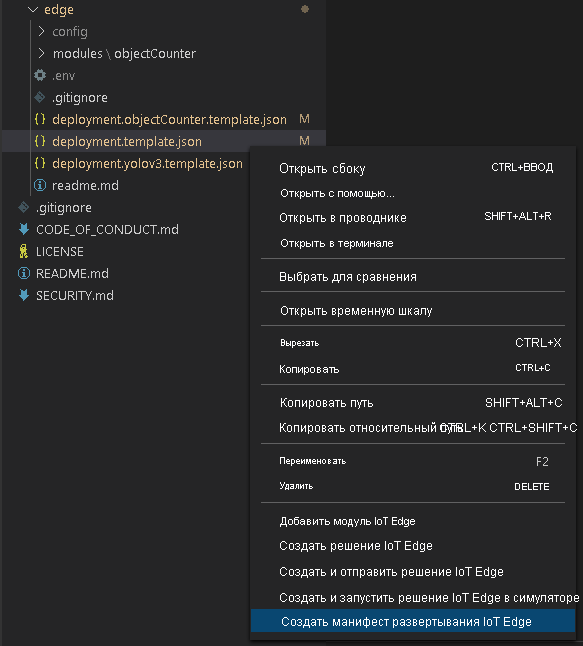 edge
config
modules \ objectCounter
.env
.gitignore
deployment.objectCounter.template.json M
deployment.template.json M
deployment.yolov3.template.json
readme.md
.gitignore
CODE_OF_CONDUCT.md
LICENSE
README.md
SECURITY.md
Открыть сбоку CTRL+ВВОД
Открыть с помощью...
Открыть в проводнике SHIFT+ALT+R
Открыть в терминале
Выбрать для сравнения
Открыть временную шкалу
Вырезать CTRL+X
Копировать CTRL+C
Копировать путь SHIFT+ALT+C
Копировать относительный путь CTRL+K CTRL+SHIFT+C
Переименовать F2
Удалить DELETE
Добавить модуль IoT Edge
Создать решение IoT Edge
Создать и отправить решение IoT Edge
Создать и запустить решение IoT Edge в симуляторе
Создать манифест развертывания IoT Edge